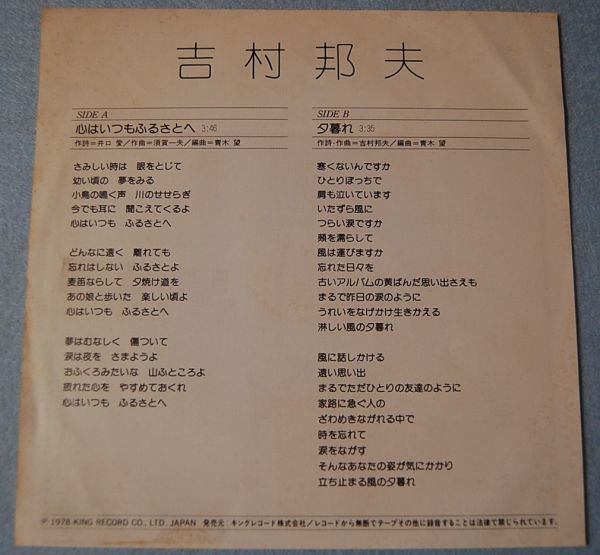 吉村邦夫
SIDE A
心はいつもふるさとへ 3:46
作詩=井口 愛/作曲=須賀一夫/編曲=青木 望
さみしい時は 眼をとじて
幼い頃の 夢をみる
小鳥の鳴く声 川のせせらぎ
今でも耳に 聞こえてくるよ
心はいつも ふるさとへ
どんなに遠く 離れても
忘れはしない ふるさとよ
麦笛ならして 夕焼け道を
あの娘と歩いた 楽しい頃よ
心はいつも ふるさとへ
夢はむなしく 傷ついて
涙は夜を さまようよ
おふくろみたいな 山ふところよ
疲れた心を やすめておくれ
心はいつも ふるさとへ
SIDE B
夕暮れ 3:35
作詩・作曲=吉村邦夫/編曲=青木 望
寒くないんですか
ひとりぼっちで
肩も泣いています
いたずら風に
つらい涙ですか
頬を濡らして
風は運びますか
忘れた日々を
古いアルバムの黄ばんだ思い出さえも
まるで昨日の涙のように
うれいをなげかけ生きかえる
淋しい風の夕暮れ
風に話しかける
遠い思い出
まるでただひとりの友達のように
家路に急ぐ人の
ざわめきながれる中で
時を忘れて
涙をながす
そんなあなたの姿が気にかかり
立ち止まる風の夕暮れ
Ⓟ1978 KING RECORD CO., LTD. JAPAN 発売元:キングレコード株式会社/レコードから無断でテープその他に録音することは法律で禁じられています。